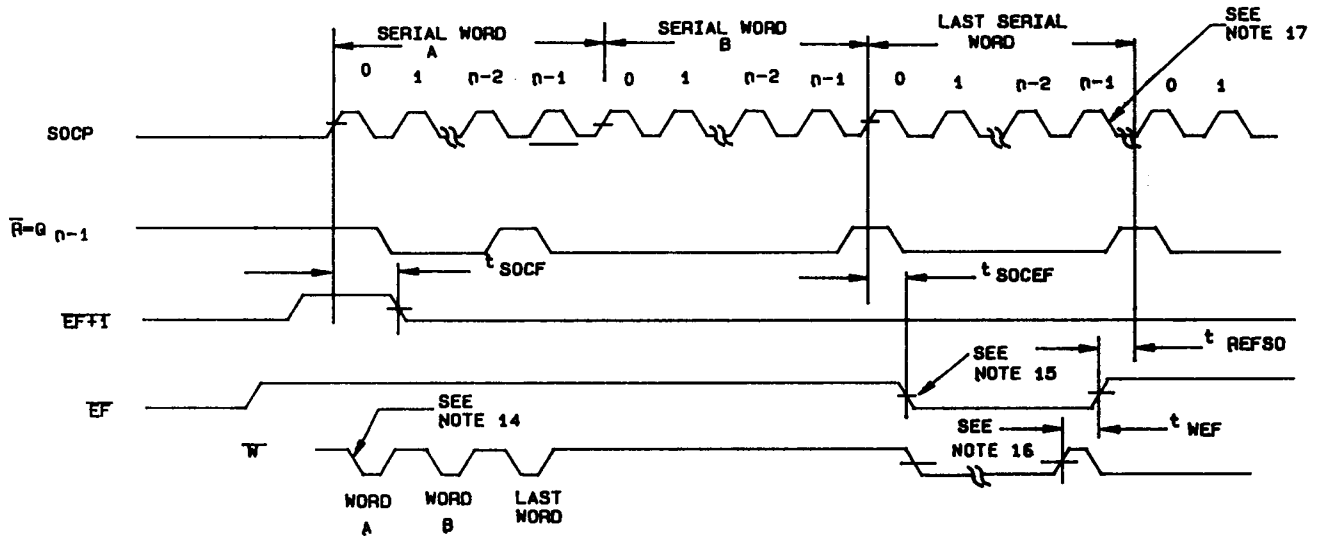 SERIAL WORD A
SERIAL WORD B
LAST SERIAL WORD
SEE NOTE 17
0 1 n-2 n-1 0 1 n-2 n-1 0 1 n-2 n-1 0 1
SOCP
R̅=Q n-1
t SOCF
t SOCEF
E̅F̅+̅1̅
t REFSO
SEE NOTE 15
E̅F̅
SEE NOTE 14
SEE NOTE 16
t WEF
W̅
WORD A
WORD B
LAST WORD